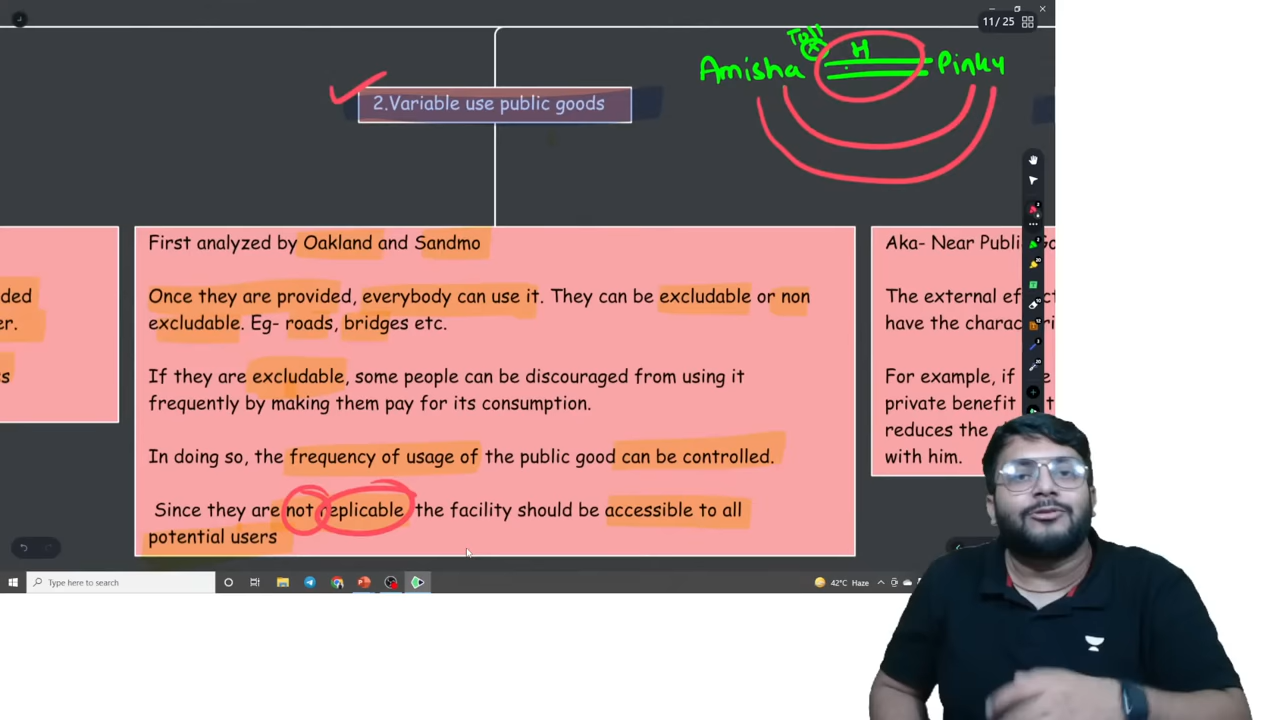 11/ 25
Toll
H
Amisha
Pinky
2.Variable use public goods
First analyzed by Oakland and Sandmo
Once they are provided, everybody can use it. They can be excludable or non
excludable. Eg- roads, bridges etc.
If they are excludable, some people can be discouraged from using it
frequently by making them pay for its consumption.
In doing so, the frequency of usage of the public good can be controlled.
Since they are not replicable the facility should be accessible to all
potential users
ded
er.
s
Aka- Near Publi
The external ef
have the charac
For example, if
private benefit
reduces the
with him.
Type here to search
42°C Haze